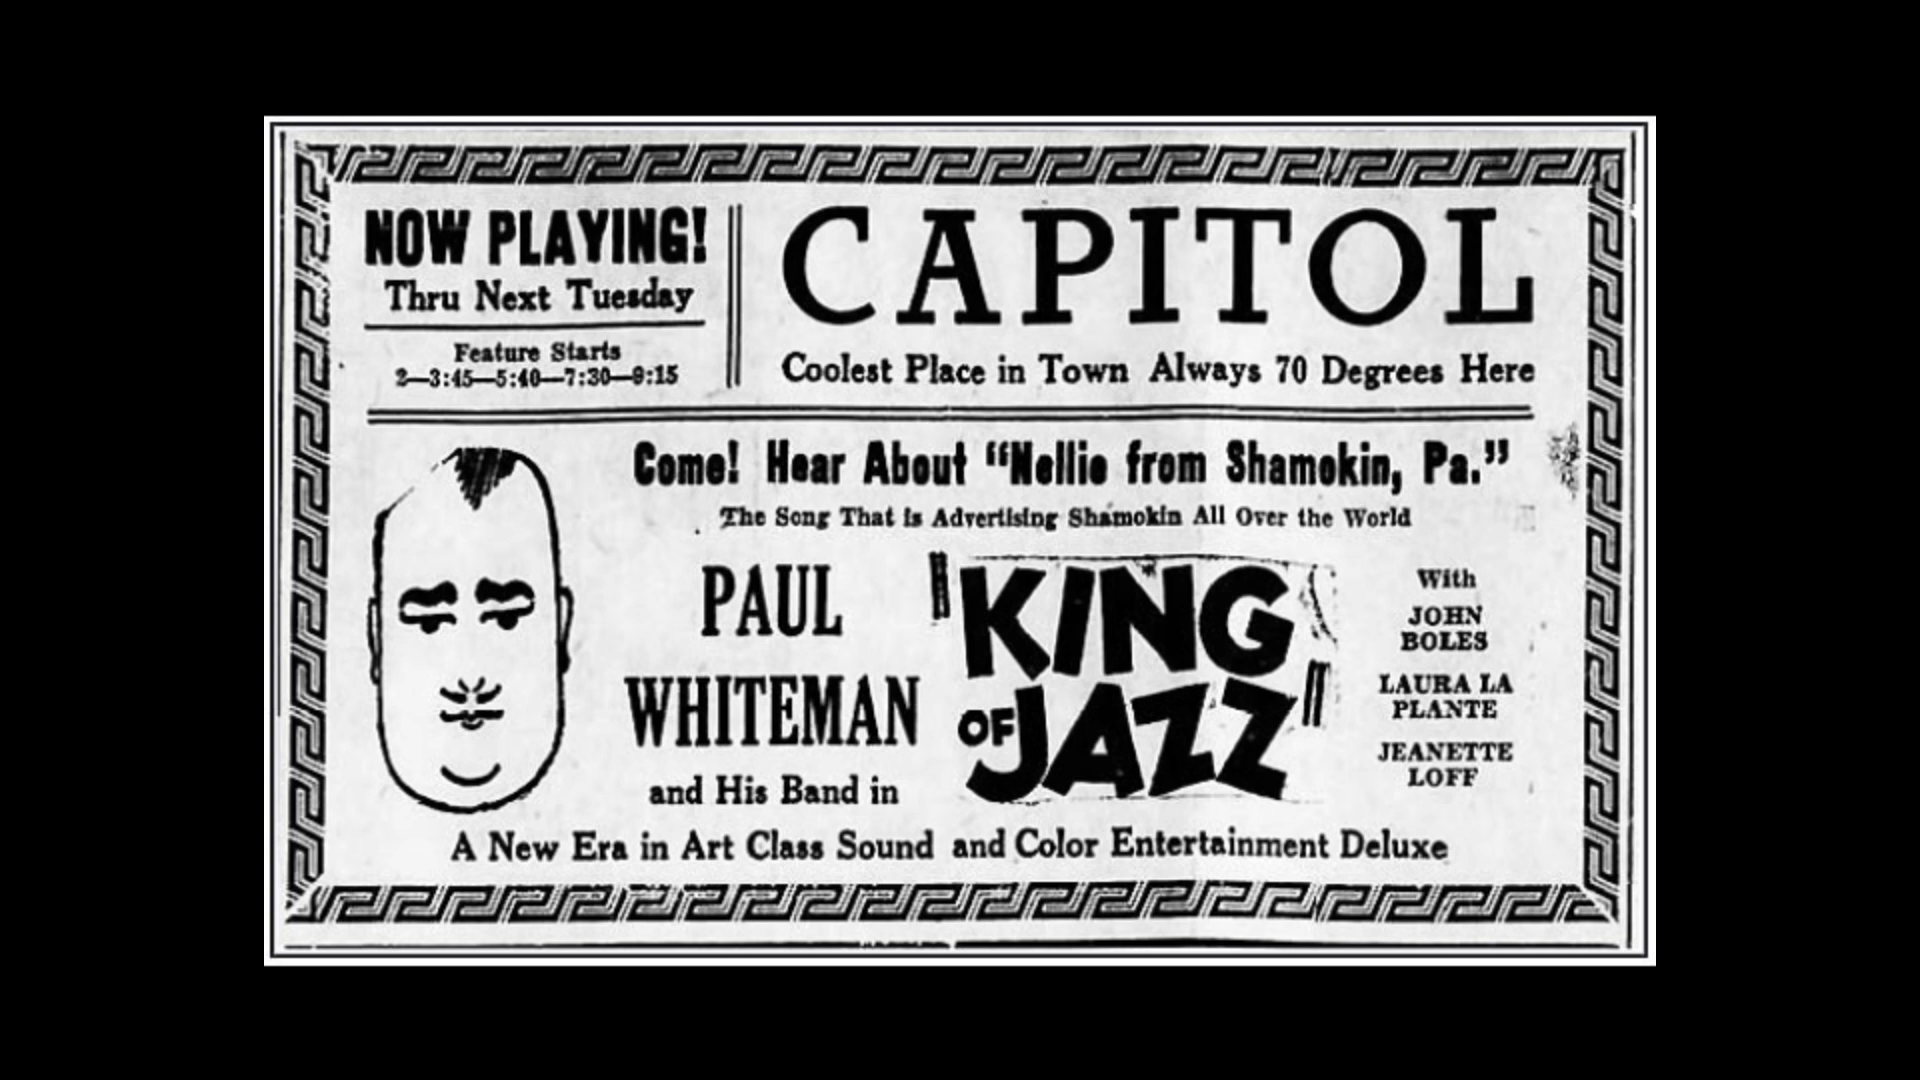 NOW PLAYING!
Thru Next Tuesday
Feature Starts
2—3:45—5:40—7:30—9:15
CAPITOL
Coolest Place in Town Always 70 Degrees Here
Come! Hear About “Nellie from Shamokin, Pa.”
The Song That is Advertising Shamokin All Over the World
PAUL
WHITEMAN
and His Band in
"KING
OF JAZZ"
With
JOHN
BOLES
LAURA LA
PLANTE
JEANETTE
LOFF
A New Era in Art Class Sound and Color Entertainment Deluxe